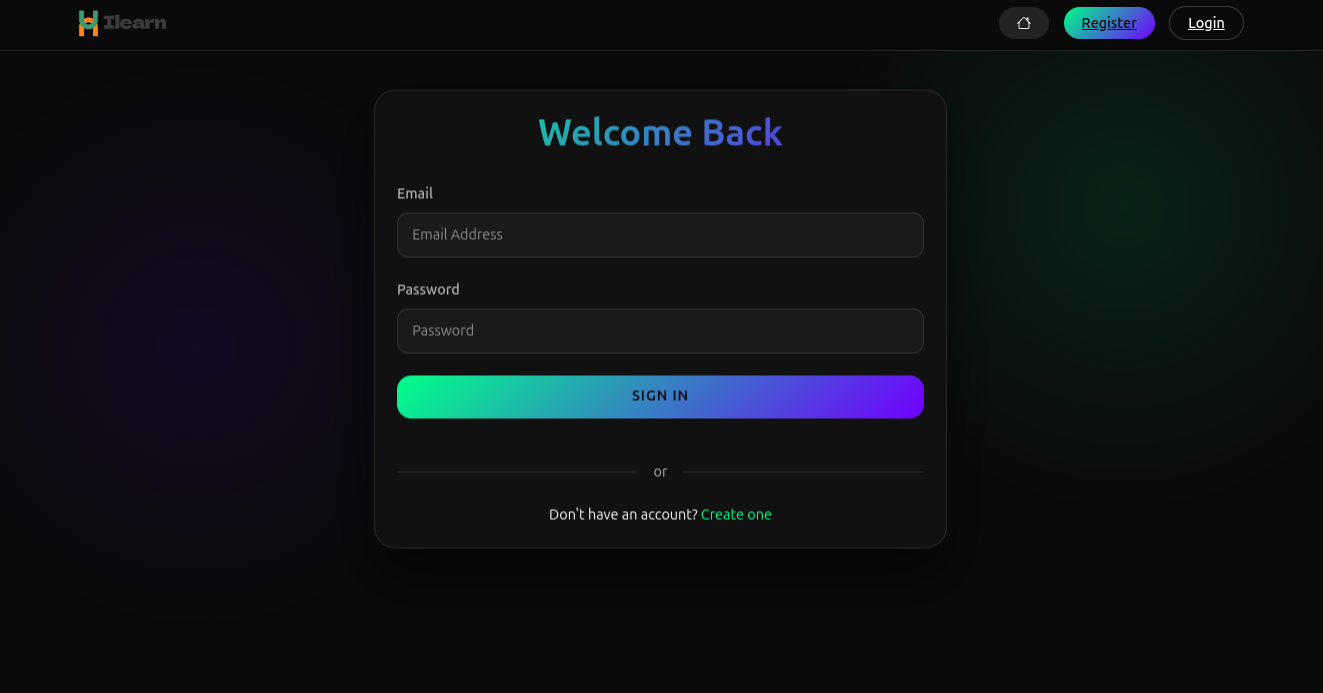 Ilearn
Register
Login
Welcome Back
Email
Email Address
Password
Password
SIGN IN
or
Don't have an account? Create one